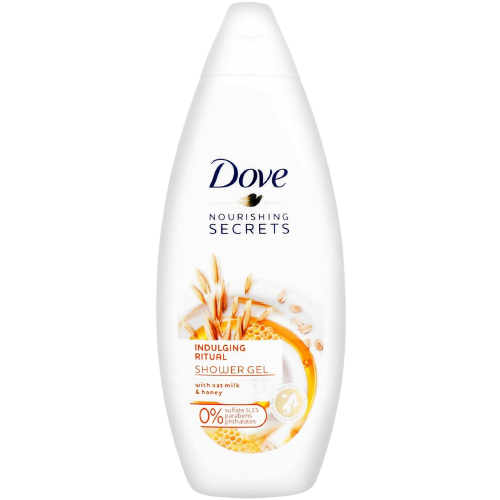 Dove
NOURISHING
SECRETS
INDULGING
RITUAL
SHOWER GEL
with oat milk
& honey
0% sulfate SLES
parabens
phthalates